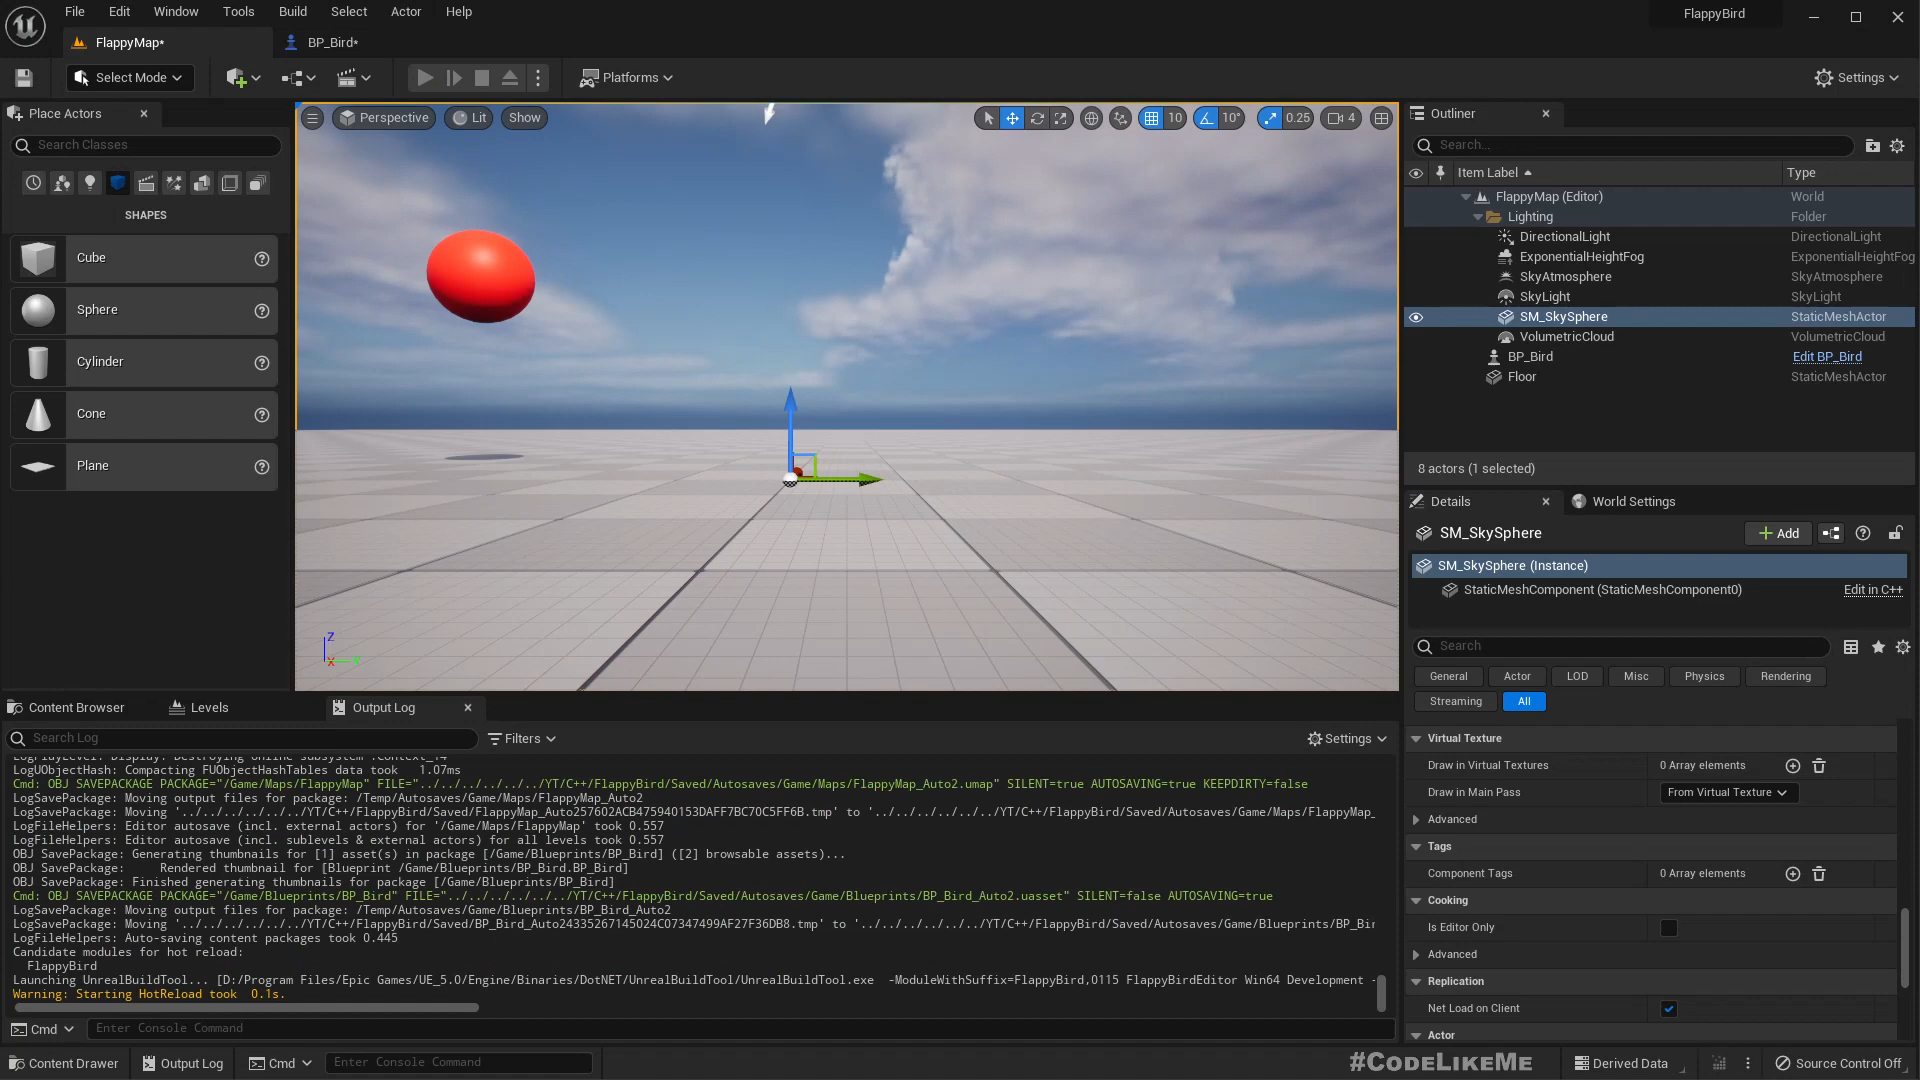 File Edit Window Tools Build Select Actor Help FlappyBird
FlappyMap* BP_Bird*
Select Mode Platforms Settings
Place Actors
Search Classes
SHAPES
Cube
Sphere
Cylinder
Cone
Plane
Perspective Lit Show 10 10° 0.25 4
Z
X Y
Outliner
Search...
Item Label Type
FlappyMap (Editor) World
Lighting Folder
DirectionalLight DirectionalLight
ExponentialHeightFog ExponentialHeightFog
SkyAtmosphere SkyAtmosphere
SkyLight SkyLight
SM_SkySphere StaticMeshActor
VolumetricCloud VolumetricCloud
BP_Bird Edit BP_Bird
Floor StaticMeshActor
8 actors (1 selected)
Details World Settings
SM_SkySphere Add
SM_SkySphere (Instance)
StaticMeshComponent (StaticMeshComponent0) Edit in C++
Search
General Actor LOD Misc Physics Rendering
Streaming All
Virtual Texture
Draw in Virtual Textures 0 Array elements
Draw in Main Pass From Virtual Texture
Advanced
Tags
Component Tags 0 Array elements
Cooking
Is Editor Only
Advanced
Replication
Net Load on Client
Actor
Content Browser Levels Output Log
Search Log Filters Settings
LogUObjectHash: Compacting FUObjectHashTables data took 1.07ms
Cmd: OBJ SAVEPACKAGE PACKAGE="/Game/Maps/FlappyMap" FILE="../../../../../YT/C++/FlappyBird/Saved/Autosaves/Game/Maps/FlappyMap_Auto2.umap" SILENT=true AUTOSAVING=true KEEPDIRTY=false
LogSavePackage: Moving output files for package: /Temp/Autosaves/Game/Maps/FlappyMap_Auto2
LogSavePackage: Moving '../../../../../YT/C++/FlappyBird/Saved/FlappyMap_Auto257602ACB475940153DAFF7BC70C5FF6B.tmp' to '../../../../../YT/C++/FlappyBird/Saved/Autosaves/Game/Maps/FlappyMap_
LogFileHelpers: Editor autosave (incl. external actors) for '/Game/Maps/FlappyMap' took 0.557
LogFileHelpers: Editor autosave (incl. sublevels & external actors) for all levels took 0.557
OBJ SavePackage: Generating thumbnails for [1] asset(s) in package [/Game/Blueprints/BP_Bird] ([2] browsable assets)...
OBJ SavePackage: Rendered thumbnail for [Blueprint /Game/Blueprints/BP_Bird.BP_Bird]
OBJ SavePackage: Finished generating thumbnails for package [/Game/Blueprints/BP_Bird]
Cmd: OBJ SAVEPACKAGE PACKAGE="/Game/Blueprints/BP_Bird" FILE="../../../../../YT/C++/FlappyBird/Saved/Autosaves/Game/Blueprints/BP_Bird_Auto2.uasset" SILENT=false AUTOSAVING=true
LogSavePackage: Moving output files for package: /Temp/Autosaves/Game/Blueprints/BP_Bird_Auto2
LogSavePackage: Moving '../../../../../YT/C++/FlappyBird/Saved/BP_Bird_Auto24335267145024C07347499AF27F36DB8.tmp' to '../../../../../YT/C++/FlappyBird/Saved/Autosaves/Game/Blueprints/BP_Bir
LogFileHelpers: Auto-saving content packages took 0.445
Candidate modules for hot reload:
FlappyBird
Launching UnrealBuildTool... [D:/Program Files/Epic Games/UE_5.0/Engine/Binaries/DotNET/UnrealBuildTool/UnrealBuildTool.exe -ModuleWithSuffix=FlappyBird,0115 FlappyBirdEditor Win64 Development -
Warning: Starting HotReload took 0.1s.
Cmd Enter Console Command
Content Drawer Output Log Cmd Enter Console Command #CODELIKEME Derived Data Source Control Off